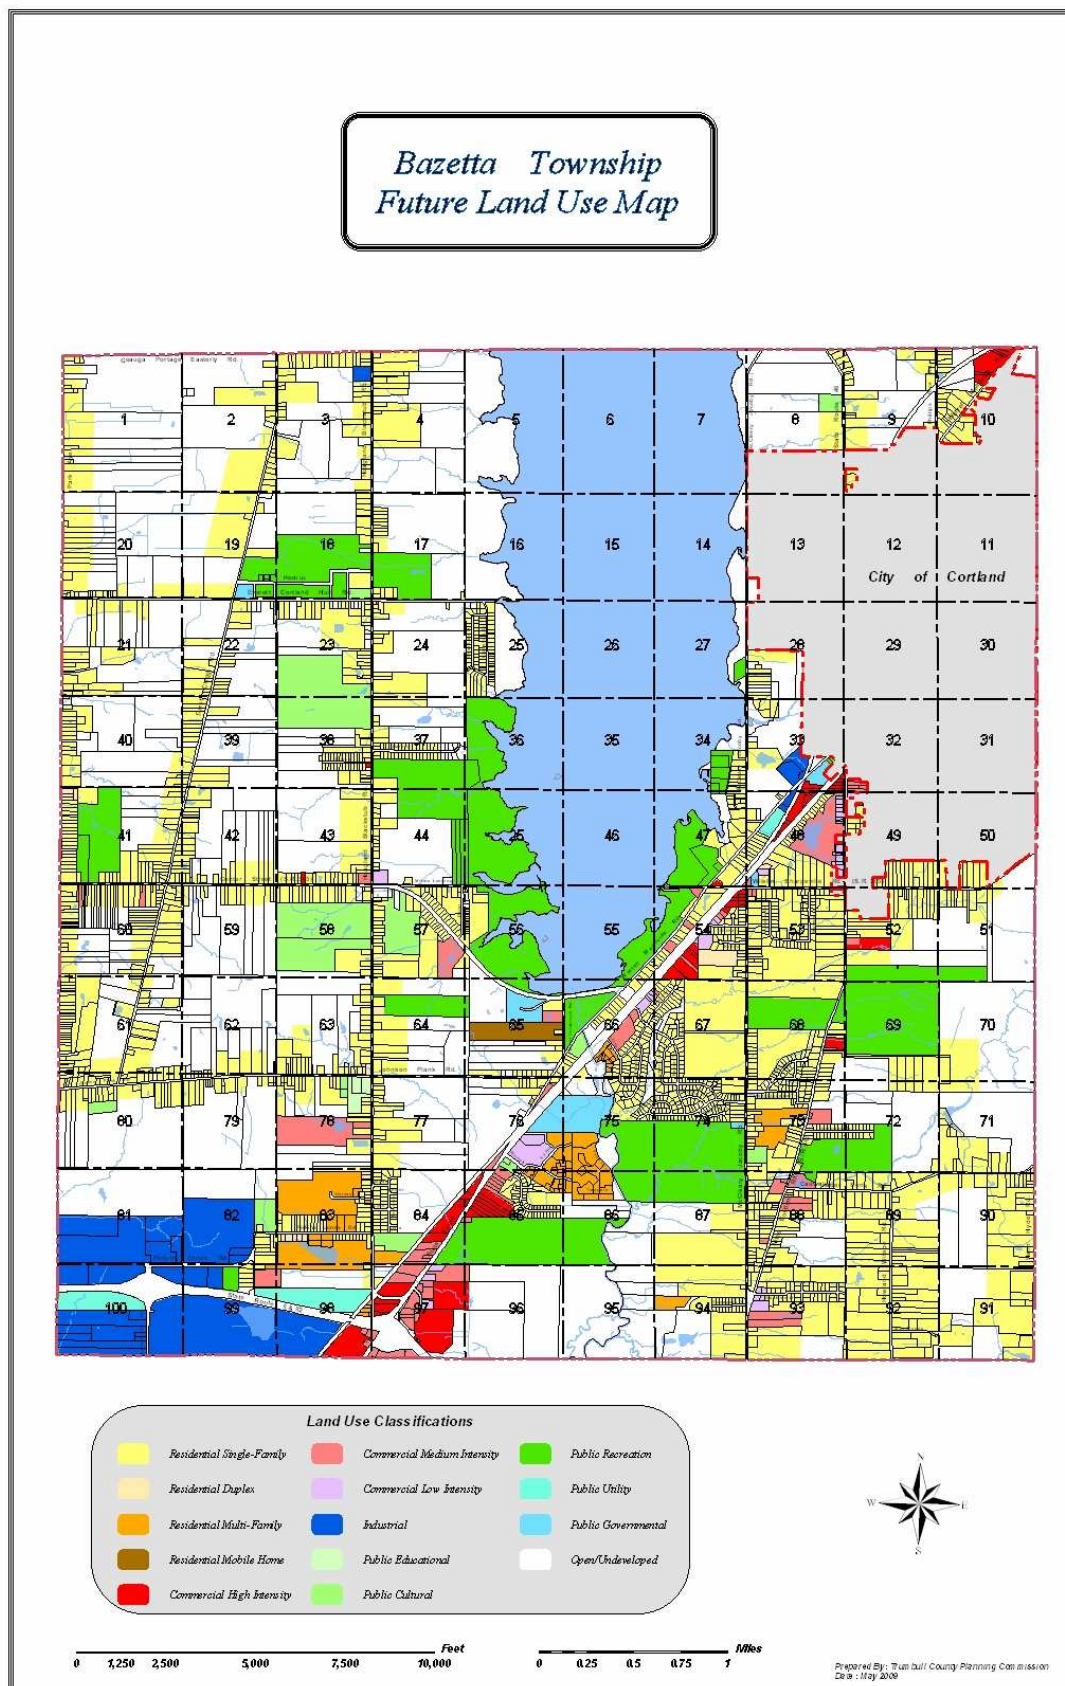 Bazetta Township
Future Land Use Map
1 2 3 4 5 6 7 8 9 10
20 19 18 17 16 15 14 13 12 11
City of Cortland
21 22 23 24 25 26 27 28 29 30
40 39 38 37 36 35 34 33 32 31
41 42 43 44 45 46 47 48 49 50
60 59 58 57 56 55 54 53 52 51
61 62 63 64 65 66 67 68 69 70
Johnson Plank Rd.
80 79 78 77 76 75 74 73 72 71
81 82 83 84 85 86 87 88 89 90
100 99 98 97 96 95 94 93 92 91
Land Use Classifications
Residential Single-Family
Residential Duplex
Residential Multi-Family
Residential Mobile Home
Commercial High Intensity
Commercial Medium Intensity
Commercial Low Intensity
Industrial
Public Educational
Public Cultural
Public Recreation
Public Utility
Public Governmental
Open/Undeveloped
N
W E
S
Feet
0 1,250 2,500 5,000 7,500 10,000
Miles
0 0.25 0.5 0.75 1
Prepared By: Trumbull County Planning Commission
Date : May 2009